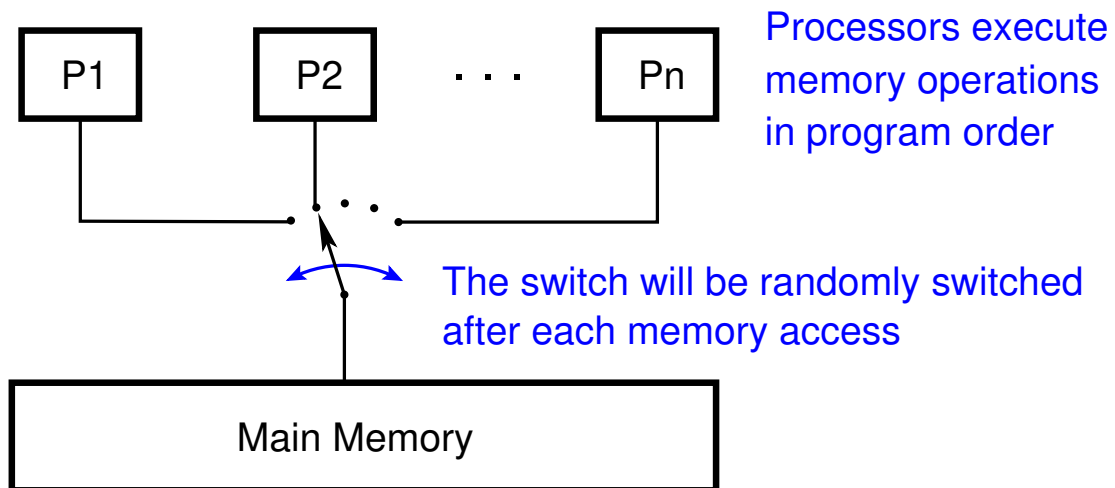 P1
P2
. . .
Pn
Processors execute
memory operations
in program order
The switch will be randomly switched
after each memory access
Main Memory